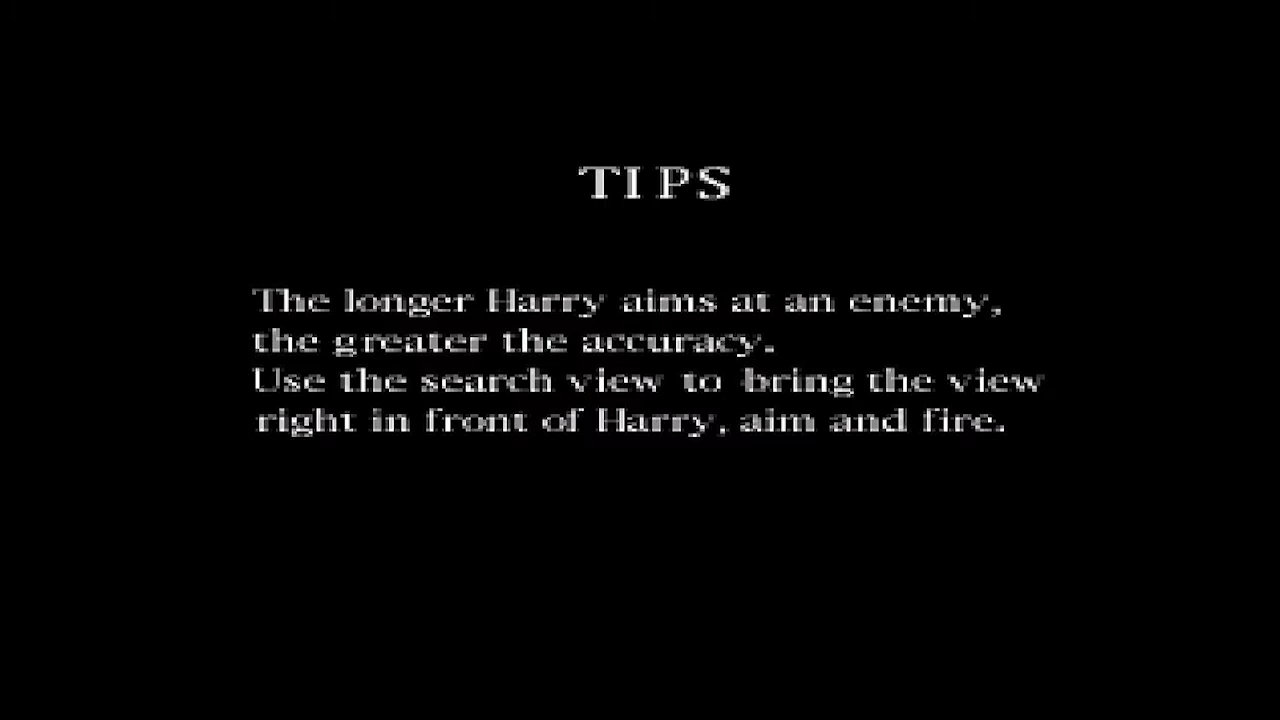 TIPS
The longer Harry aims at an enemy,
the greater the accuracy.
Use the search view to bring the view
right in front of Harry, aim and fire.